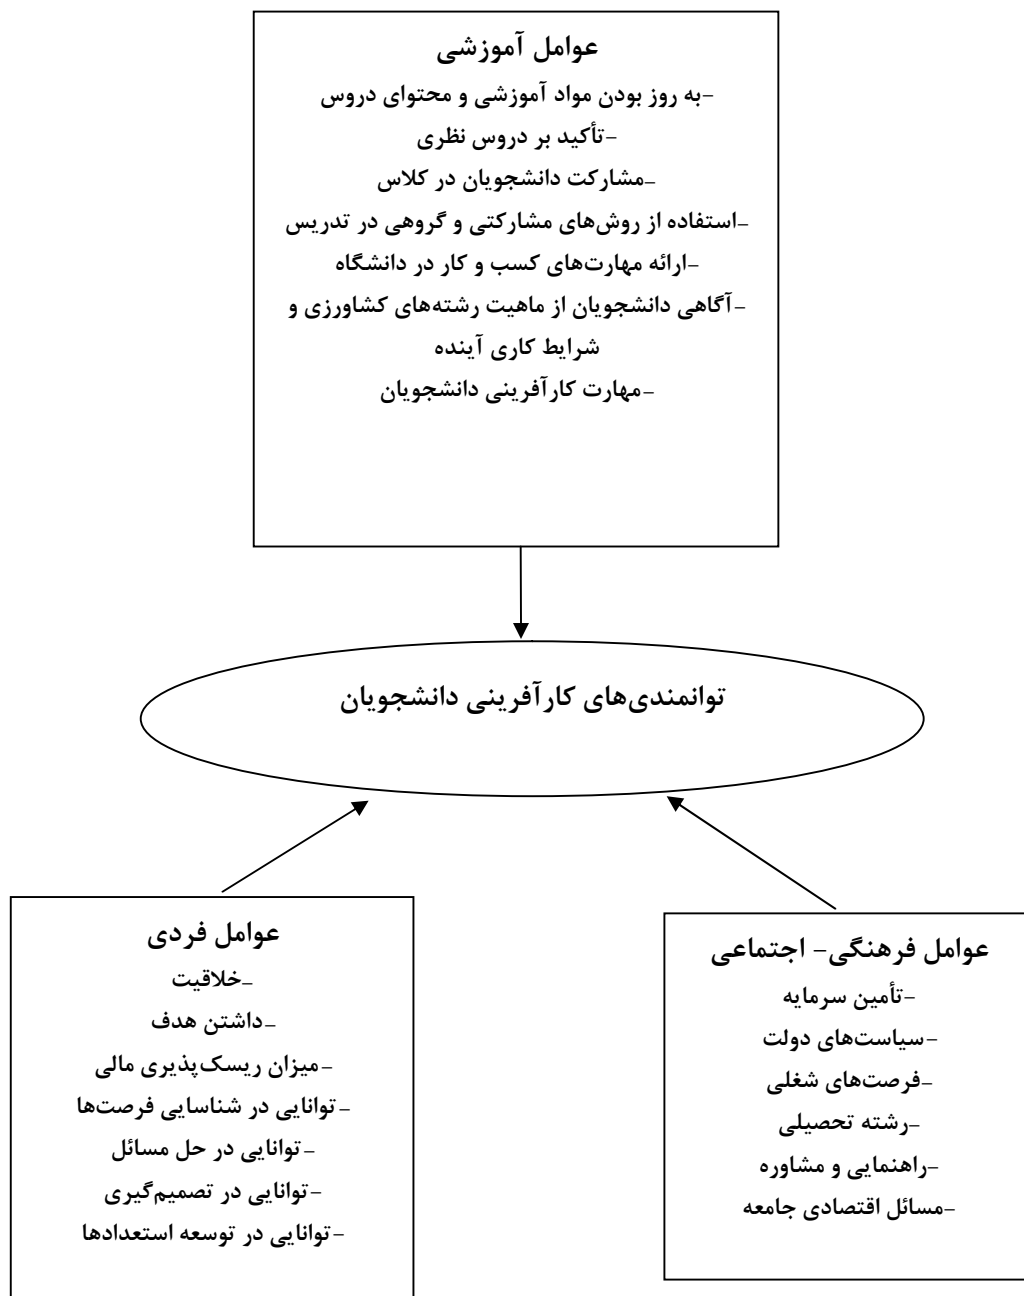 عوامل آموزشی
-به روز بودن مواد آموزشی و محتوای دروس
-تأکید بر دروس نظری
-مشارکت دانشجویان در کلاس
-استفاده از روش‌های مشارکتی و گروهی در تدریس
-ارائه مهارت‌های کسب و کار در دانشگاه
-آگاهی دانشجویان از ماهیت رشته‌های کشاورزی و
شرایط کاری آینده
-مهارت کارآفرینی دانشجویان
توانمندی‌های کارآفرینی دانشجویان
عوامل فرهنگی- اجتماعی
-تأمین سرمایه
-سیاست‌های دولت
-فرصت‌های شغلی
-رشته تحصیلی
-راهنمایی و مشاوره
-مسائل اقتصادی جامعه
عوامل فردی
-خلاقیت
-داشتن هدف
-میزان ریسک‌پذیری مالی
-توانایی در شناسایی فرصت‌ها
-توانایی در حل مسائل
-توانایی در تصمیم‌گیری
-توانایی در توسعه استعدادها